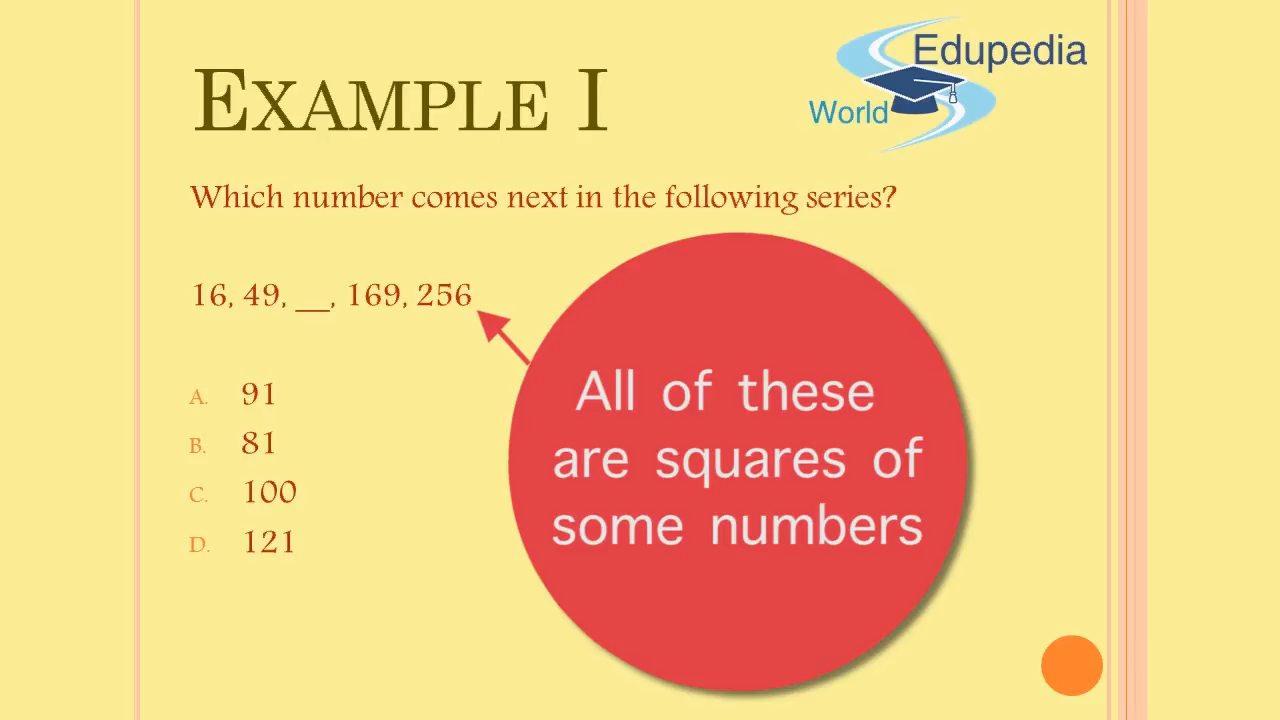 Edupedia
World
EXAMPLE I
Which number comes next in the following series?
16, 49, __, 169, 256
A. 91
B. 81
C. 100
D. 121
All of these
are squares of
some numbers